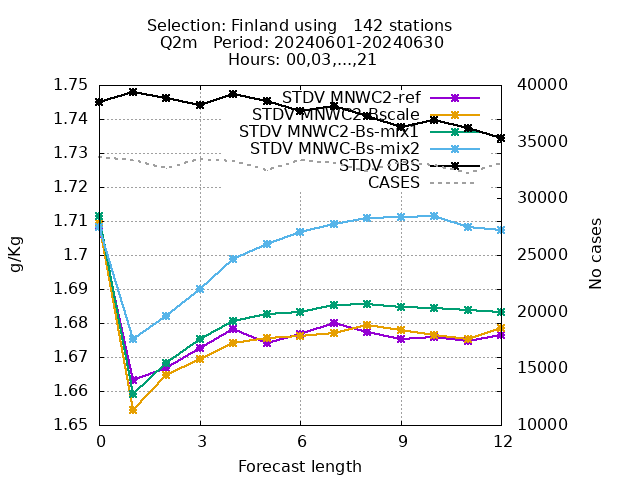 Selection: Finland using   142 stations
Q2m   Period: 20240601-20240630
Hours: 00,03,...,21
1.75
1.74
1.73
1.72
1.71
1.7
1.69
1.68
1.67
1.66
1.65
g/Kg
STDV MNWC2-ref
STDV MNWC2-Bscale
STDV MNWC2-Bs-mix1
STDV MNWC-Bs-mix2
STDV OBS
CASES
40000
35000
30000
25000
20000
15000
10000
No cases
0 3 6 9 12
Forecast length